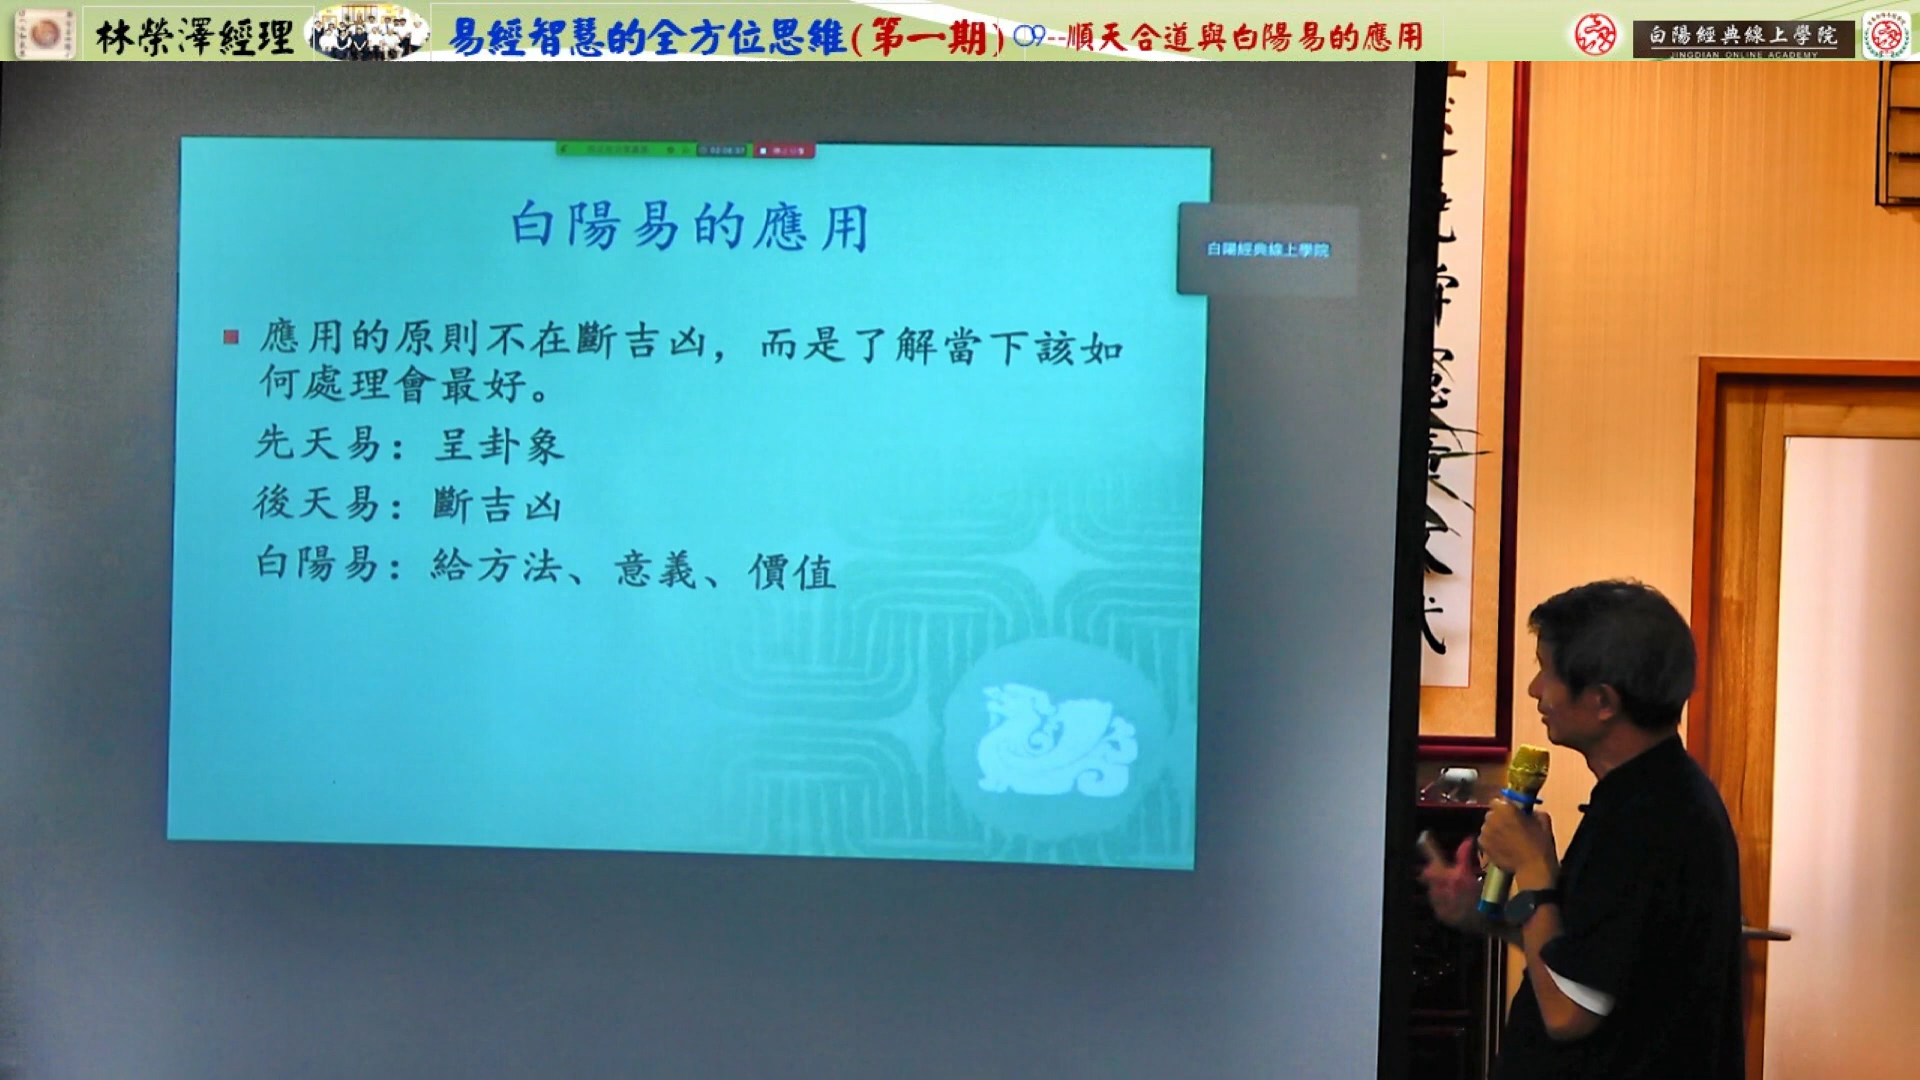 林榮澤經理
易經智慧的全方位思維(第一期)09--順天合道與白陽易的應用
白陽經典線上學院
JINGDIAN ONLINE ACADEMY
白陽易的應用
白陽經典線上學院
應用的原則不在斷吉凶，而是了解當下該如
何處理會最好。
先天易：呈卦象
後天易：斷吉凶
白陽易：給方法、意義、價值